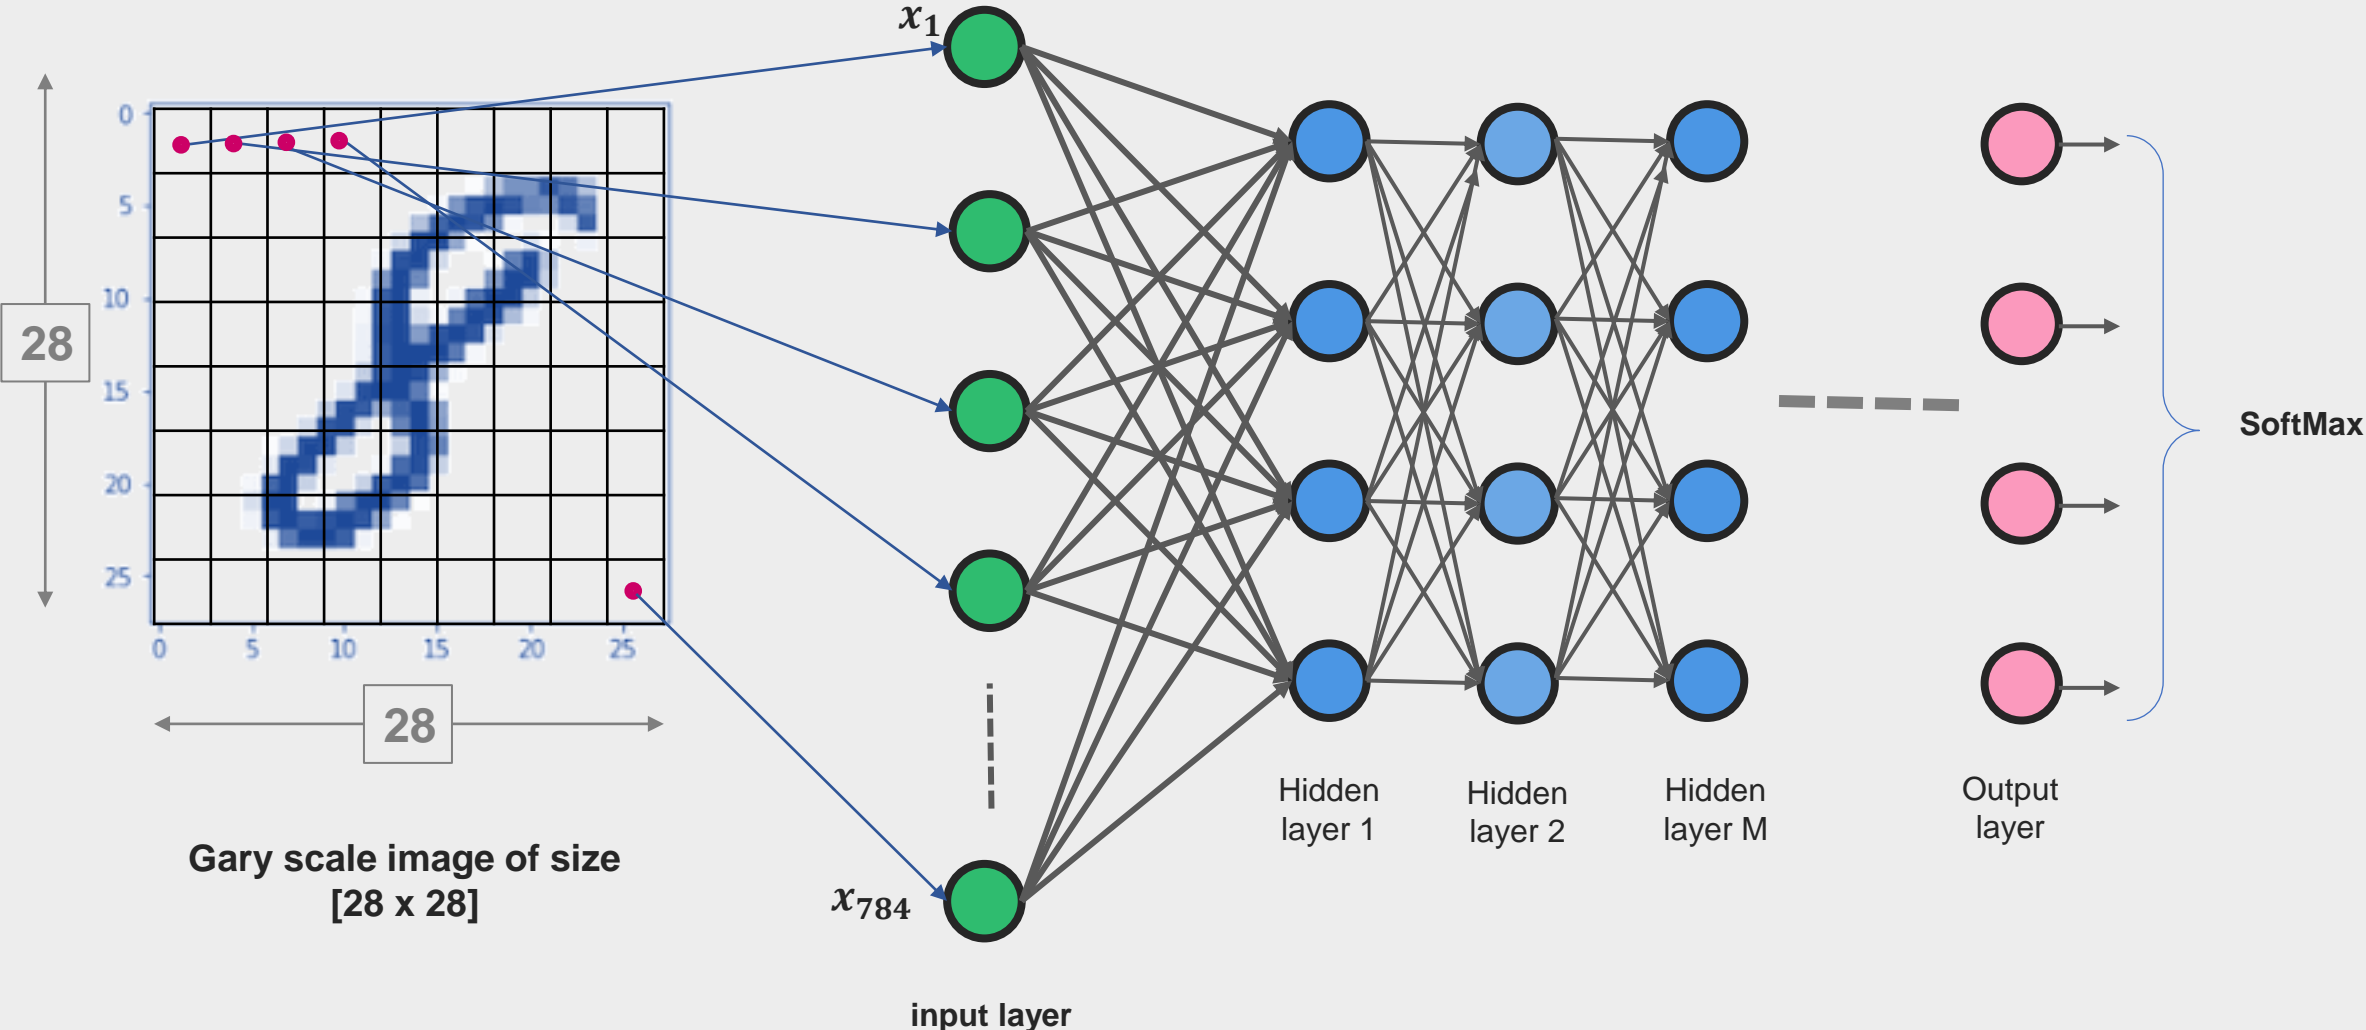 x₁
0
5
10
15
20
25
0 5 10 15 20 25
28
28
Gary scale image of size
[28 x 28]
x₇₈₄
input layer
Hidden
layer 1
Hidden
layer 2
Hidden
layer M
Output
layer
SoftMax